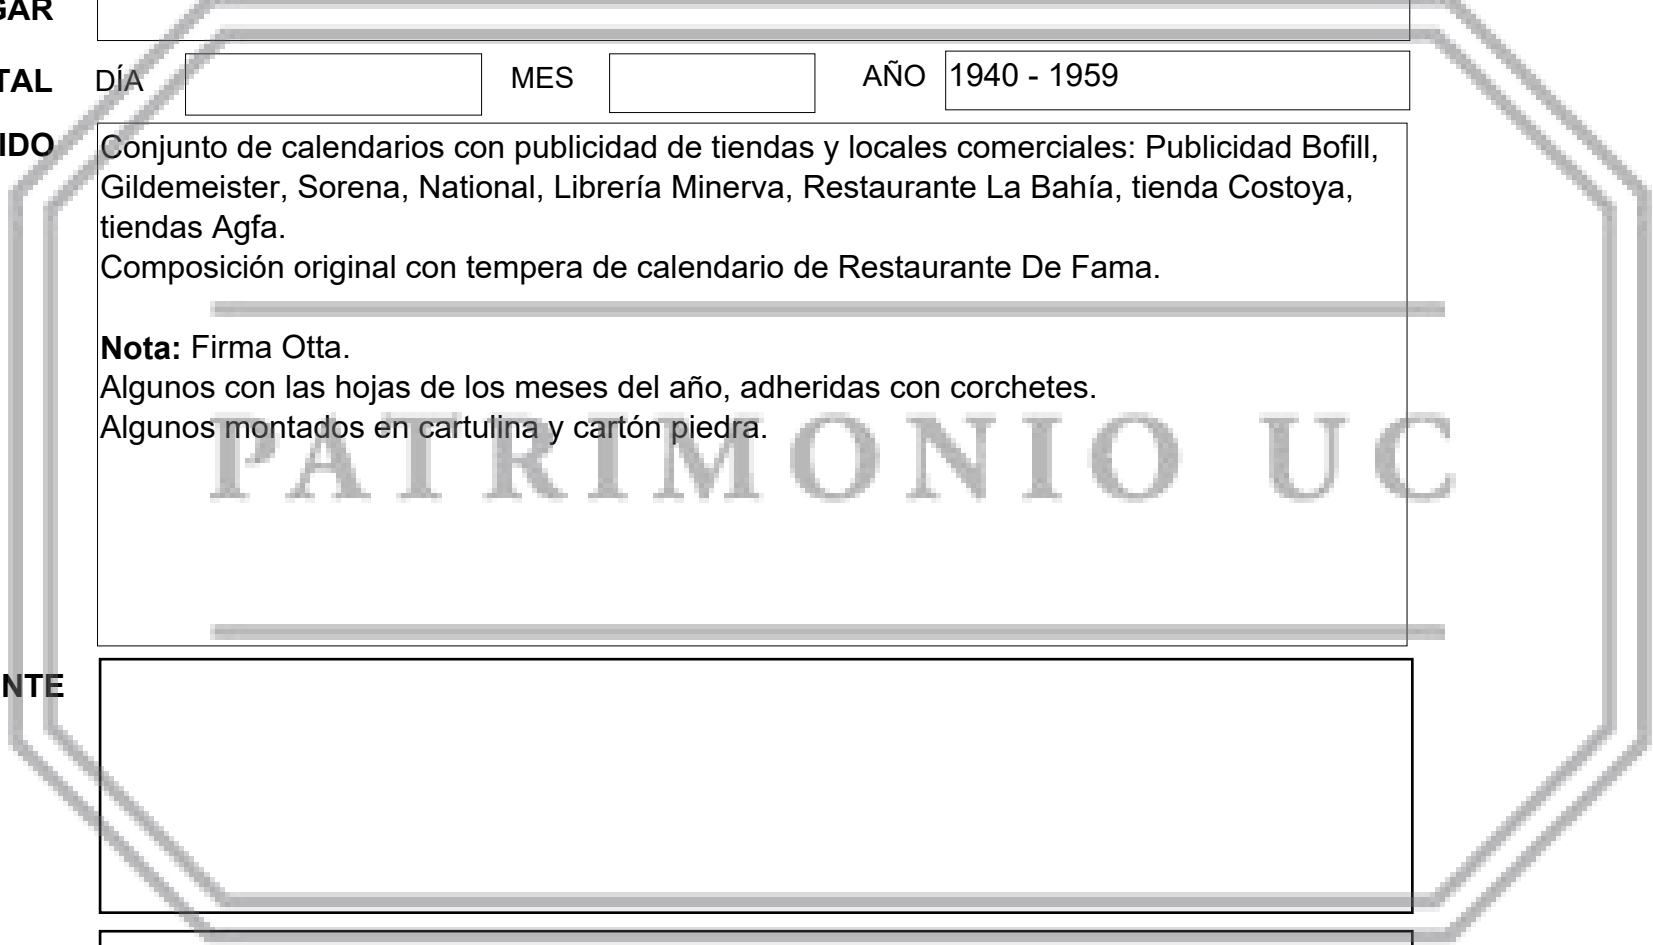 GAR
TAL DÍA MES AÑO 1940 - 1959
IDO Conjunto de calendarios con publicidad de tiendas y locales comerciales: Publicidad Bofill,
Gildemeister, Sorena, National, Librería Minerva, Restaurante La Bahía, tienda Costoya,
tiendas Agfa.
Composición original con tempera de calendario de Restaurante De Fama.
Nota: Firma Otta.
Algunos con las hojas de los meses del año, adheridas con corchetes.
Algunos montados en cartulina y cartón piedra.
PATRIMONIO UC
NTE